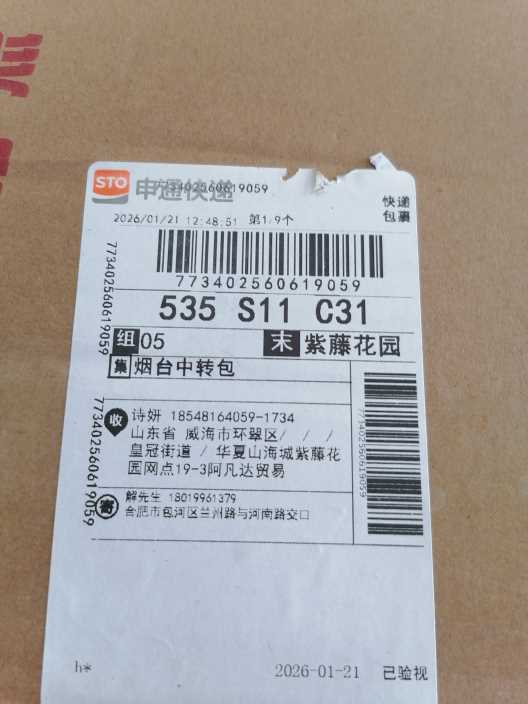 STO 申通快递
773402560619059
快递
包裹
2026/01/21 12:48:51 第1/9个
773402560619059
773402560619059
535 S11 C31
组 05 末 紫藤花园
集 烟台中转包
773402560619059
收 诗妍 18548164059-1734
山东省 威海市环翠区/ / /
皇冠街道 / 华夏山海城紫藤花
园网点19-3阿凡达贸易
773402560619059
寄 解先生 18019961379
合肥市包河区兰州路与河南路交口
h* 2026-01-21 已验视